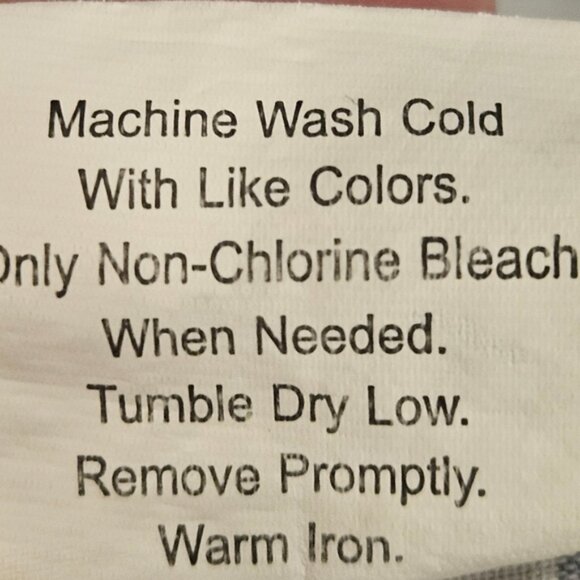 Machine Wash Cold
With Like Colors.
Only Non-Chlorine Bleach
When Needed.
Tumble Dry Low.
Remove Promptly.
Warm Iron.